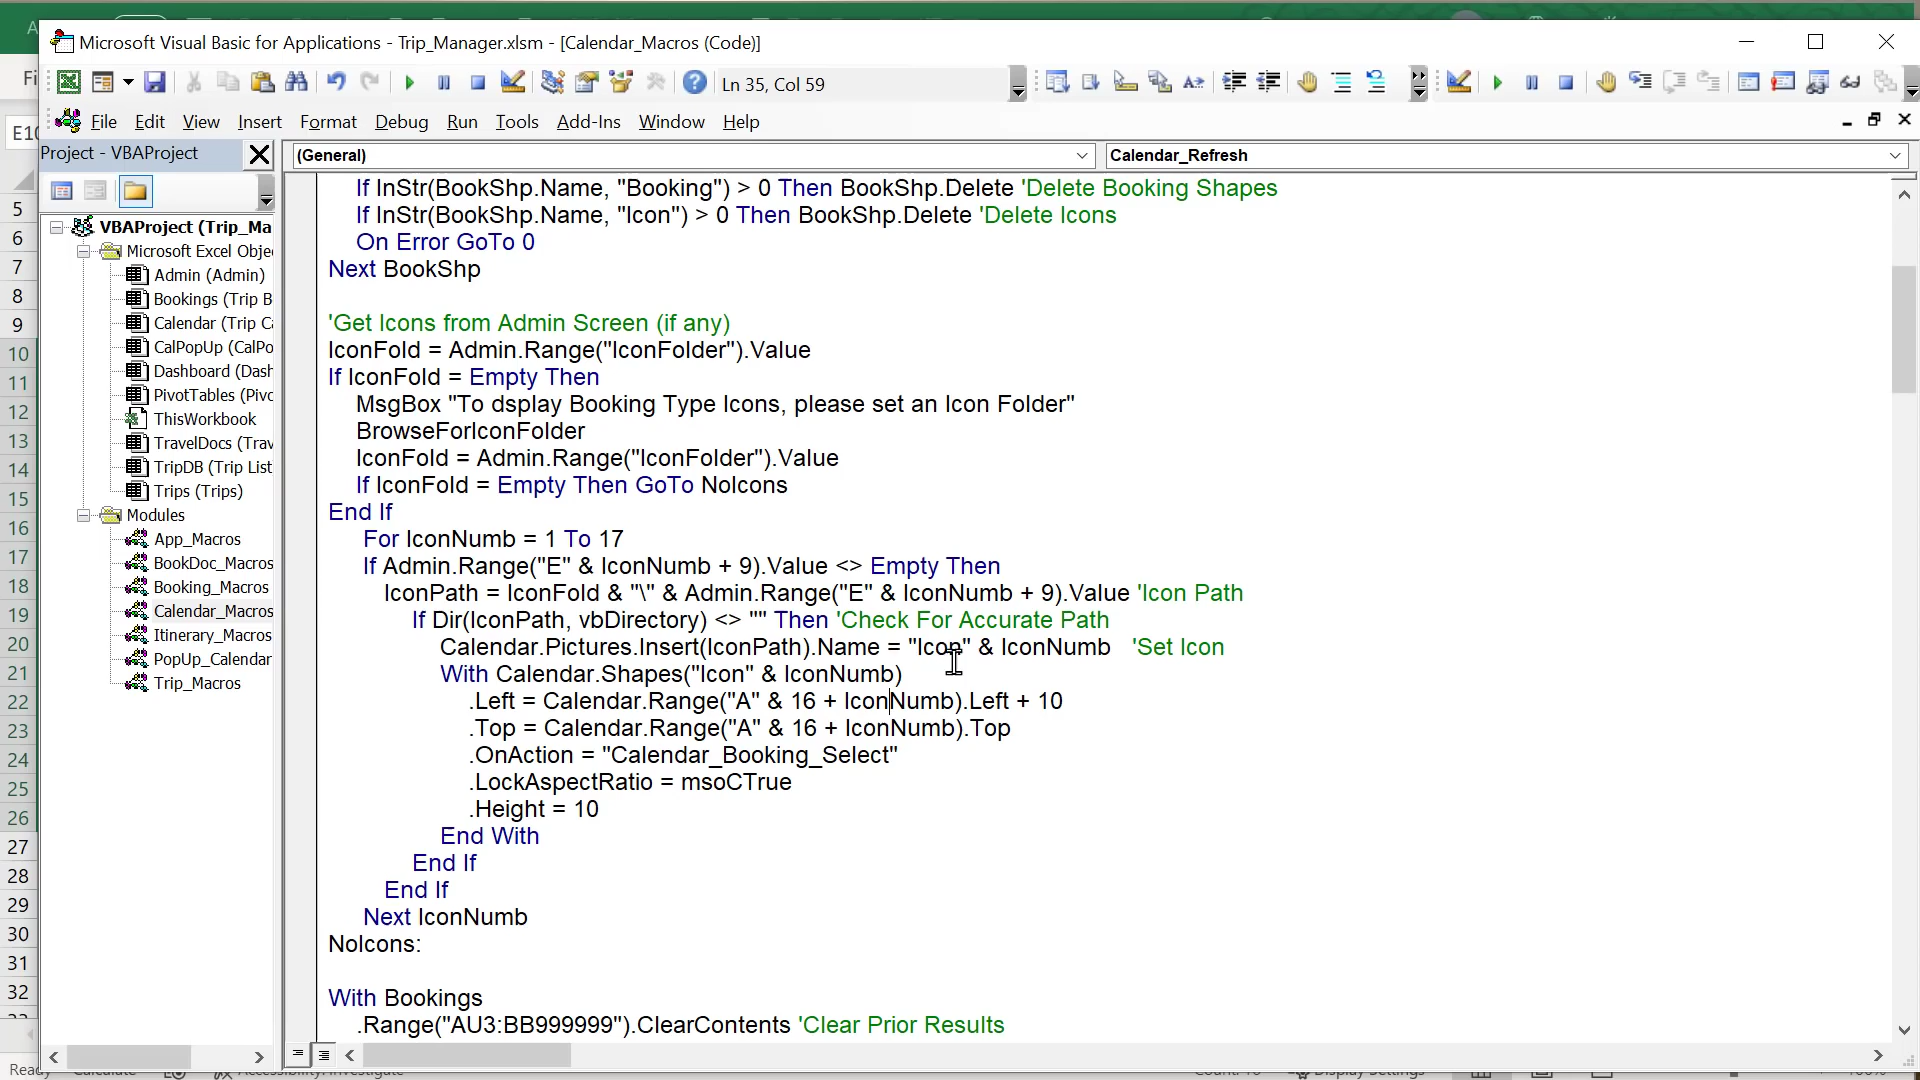 Microsoft Visual Basic for Applications - Trip_Manager.xlsm - [Calendar_Macros (Code)]
Ln 35, Col 59
File Edit View Insert Format Debug Run Tools Add-Ins Window Help
E10
Project - VBAProject
(General)
Calendar_Refresh
VBAProject (Trip_Ma
Microsoft Excel Obje
Admin (Admin)
Bookings (Trip B
Calendar (Trip Ca
CalPopUp (CalPo
Dashboard (Dash
PivotTables (Pivo
ThisWorkbook
TravelDocs (Trav
TripDB (Trip List
Trips (Trips)
Modules
App_Macros
BookDoc_Macros
Booking_Macros
Calendar_Macros
Itinerary_Macros
PopUp_Calendar
Trip_Macros
5
6
7
8
9
10
11
12
13
14
15
16
17
18
19
20
21
22
23
24
25
26
27
28
29
30
31
32
If InStr(BookShp.Name, "Booking") > 0 Then BookShp.Delete 'Delete Booking Shapes
If InStr(BookShp.Name, "Icon") > 0 Then BookShp.Delete 'Delete Icons
On Error GoTo 0
Next BookShp
'Get Icons from Admin Screen (if any)
IconFold = Admin.Range("IconFolder").Value
If IconFold = Empty Then
MsgBox "To dsplay Booking Type Icons, please set an Icon Folder"
BrowseForIconFolder
IconFold = Admin.Range("IconFolder").Value
If IconFold = Empty Then GoTo NoIcons
End If
For IconNumb = 1 To 17
If Admin.Range("E" & IconNumb + 9).Value <> Empty Then
IconPath = IconFold & "\" & Admin.Range("E" & IconNumb + 9).Value 'Icon Path
If Dir(IconPath, vbDirectory) <> "" Then 'Check For Accurate Path
Calendar.Pictures.Insert(IconPath).Name = "Icon" & IconNumb 'Set Icon
With Calendar.Shapes("Icon" & IconNumb)
.Left = Calendar.Range("A" & 16 + IconNumb).Left + 10
.Top = Calendar.Range("A" & 16 + IconNumb).Top
.OnAction = "Calendar_Booking_Select"
.LockAspectRatio = msoCTrue
.Height = 10
End With
End If
End If
Next IconNumb
NoIcons:
With Bookings
.Range("AU3:BB999999").ClearContents 'Clear Prior Results